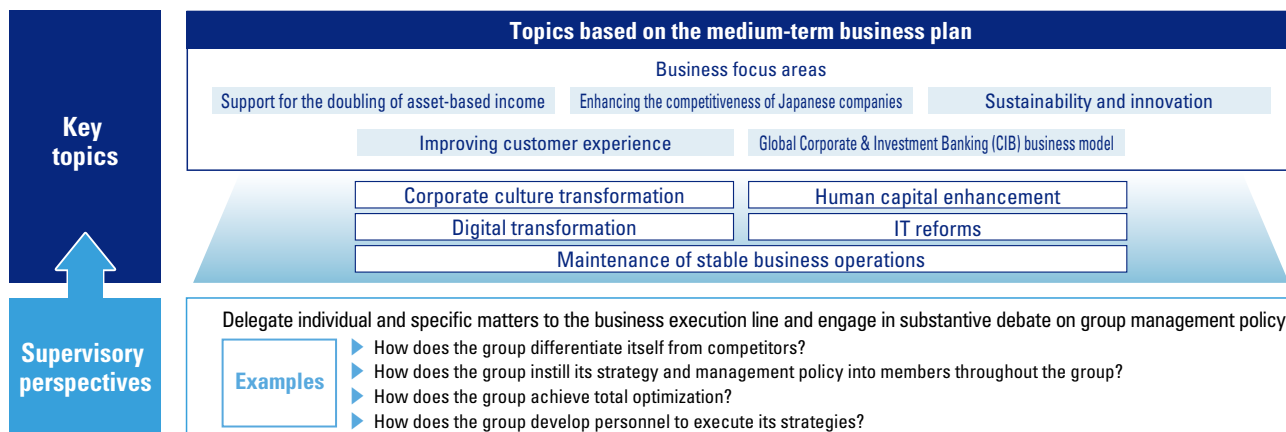 Key
topics
Topics based on the medium-term business plan
Business focus areas
Support for the doubling of asset-based income
Enhancing the competitiveness of Japanese companies
Sustainability and innovation
Improving customer experience
Global Corporate & Investment Banking (CIB) business model
Corporate culture transformation
Human capital enhancement
Digital transformation
IT reforms
Maintenance of stable business operations
Supervisory
perspectives
Delegate individual and specific matters to the business execution line and engage in substantive debate on group management policy
Examples
How does the group differentiate itself from competitors?
How does the group instill its strategy and management policy into members throughout the group?
How does the group achieve total optimization?
How does the group develop personnel to execute its strategies?